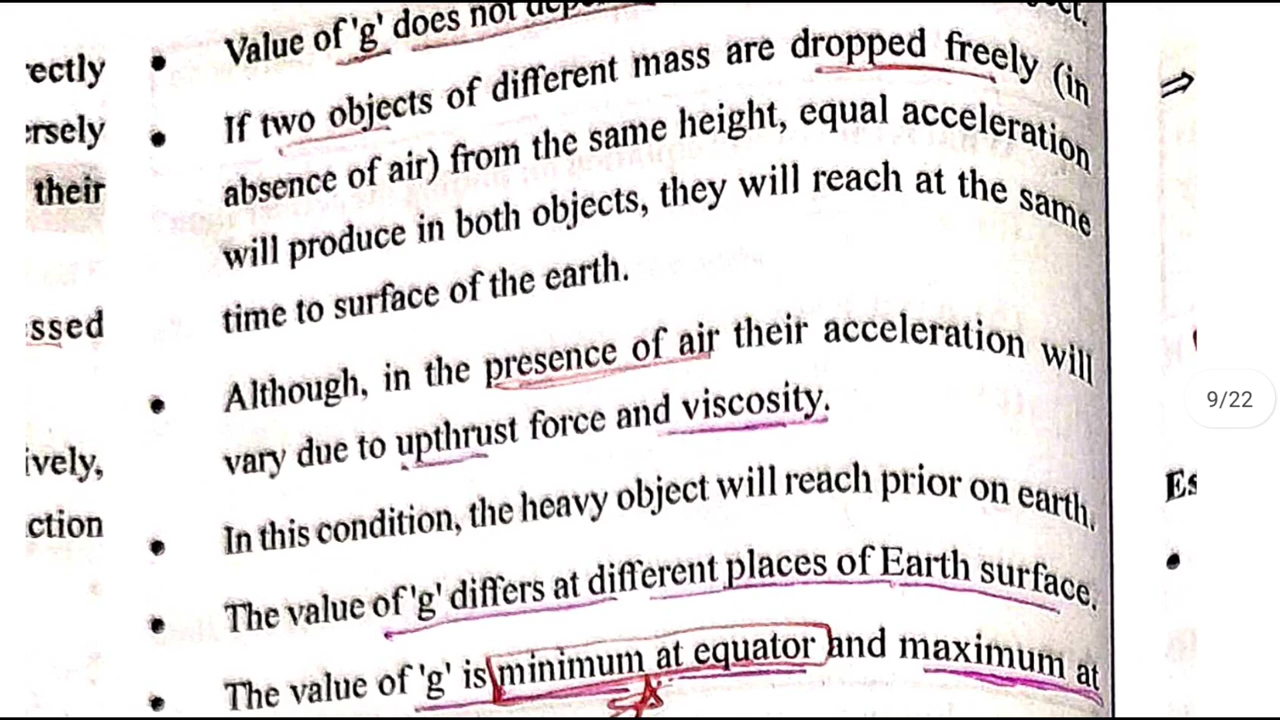 Value of 'g' does not
ectly
If two objects of different mass are dropped freely (in
ersely
absence of air) from the same height, equal acceleration
their
will produce in both objects, they will reach at the same
time to surface of the earth.
ssed
Although, in the presence of air their acceleration will
vary due to upthrust force and viscosity.
ively,
In this condition, the heavy object will reach prior on earth.
ction
The value of 'g' differs at different places of Earth surface.
The value of 'g' is minimum at equator and maximum at
9/22
Es